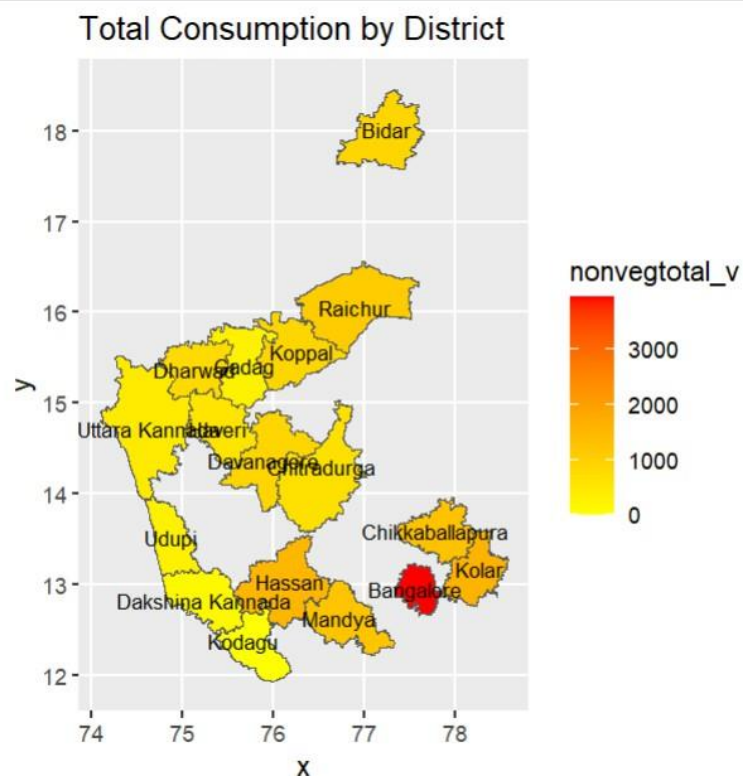 Total Consumption by District
Bidar
18
17
nonvegtotal_v
16
Raichur
3000
Koppal
Gadag
Dharwad
2000
y
15
Uttara Kannada
Haveri
1000
Davanagere
Chitradurga
0
14
Chikkaballapura
Udupi
Kolar
13
Hassan
Bangalore
Dakshina Kannada
Mandya
Kodagu
12
74 75 76 77 78
x